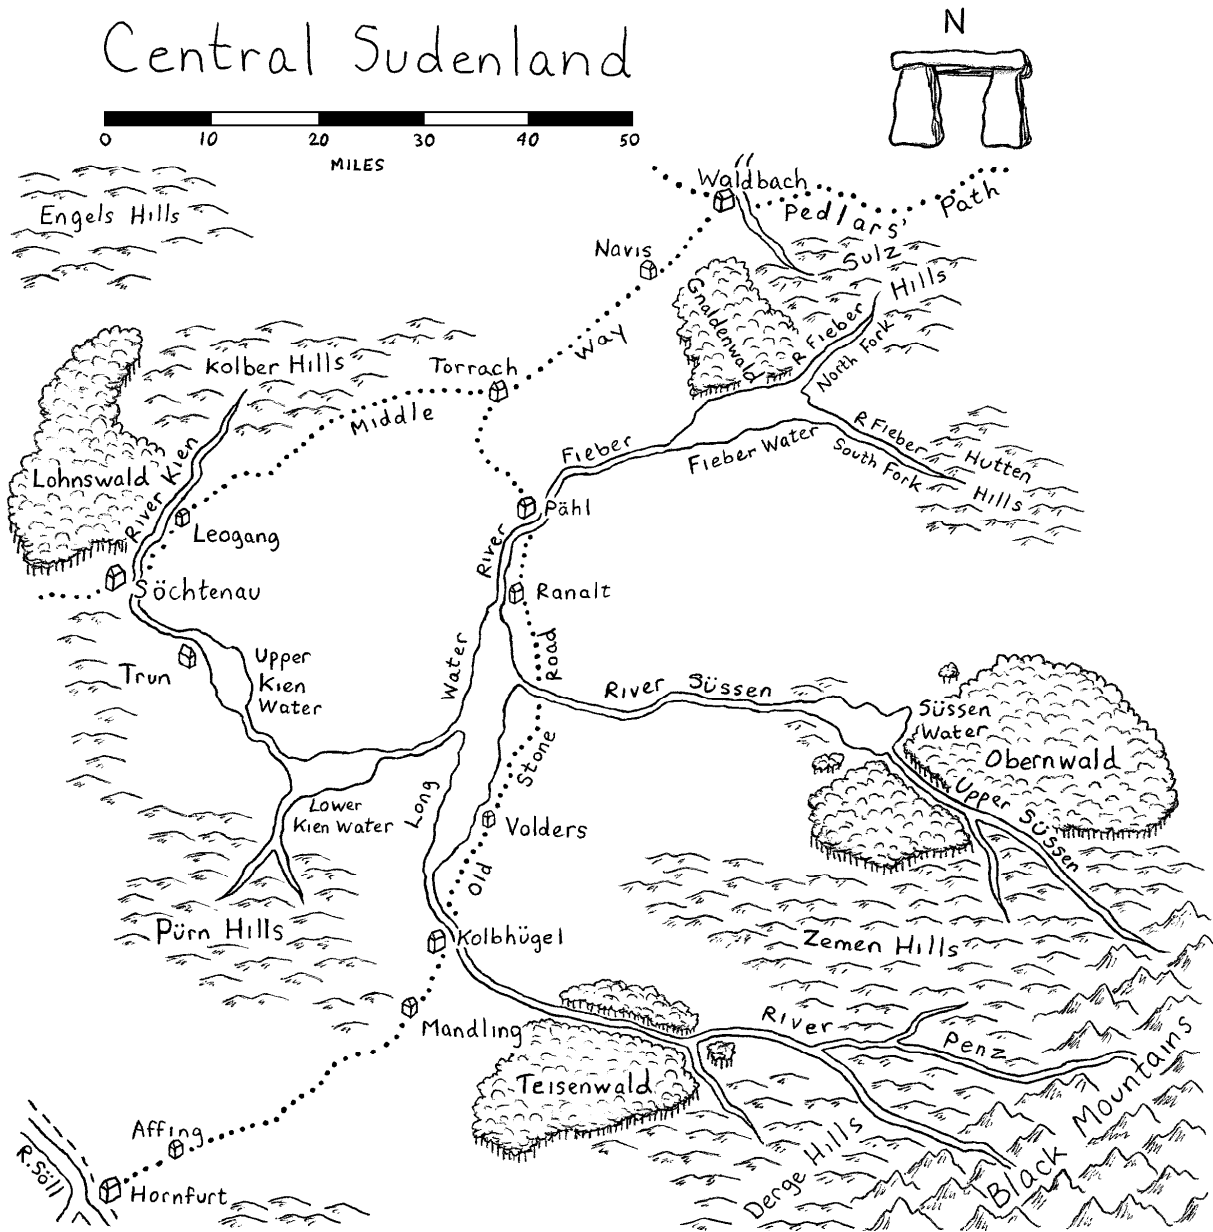 Central Sudenland
N
0 10 20 30 40 50
MILES
Engels Hills
Waldbach
Pedlars' Path
Navis
Sulz Hills
Gnaldenwald
R Fieber
North Fork
Way
Kolber Hills
Torrach
Middle
Fieber
Fieber Water
R Fieber
South Fork
Hutten
Hills
Lohnswald
River Kien
Leogang
Pähl
River
Söchtenau
Ranalt
Trun
Upper
Kien
Water
Water
Road
River Süssen
Süssen
Water
Obernwald
Upper Süssen
Stone
Lower
Kien Water
Long
Volders
Old
Pürn Hills
Kolbhügel
Zemen Hills
Mandling
River
Penz
Teisenwald
Black Mountains
Derge Hills
Affing
R. Söll
Hornfurt